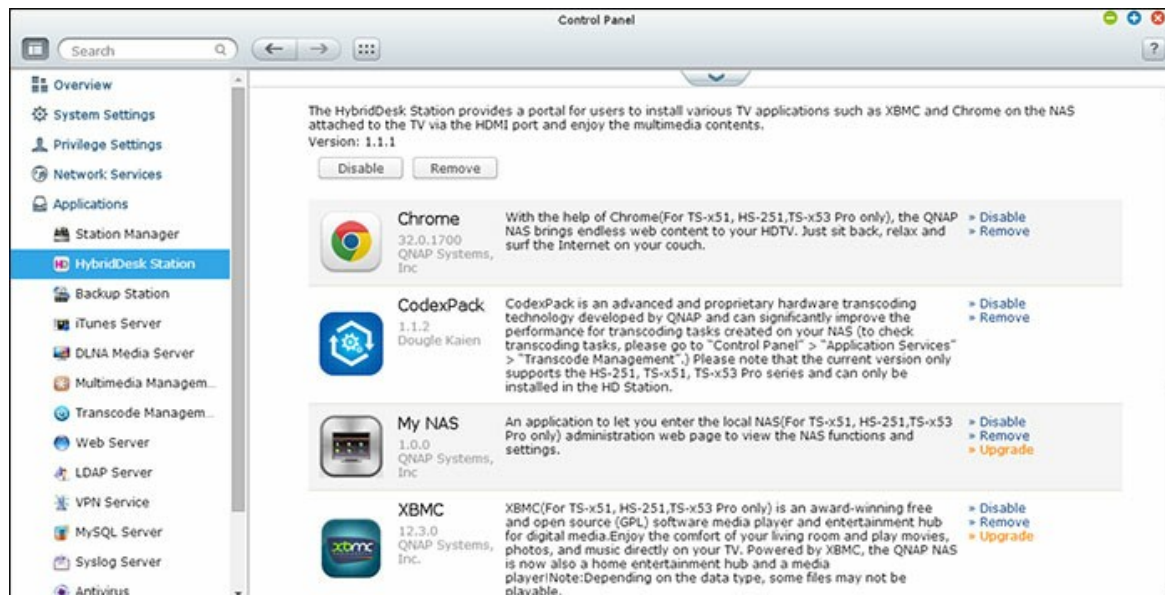 Control Panel
Search
?
Overview
System Settings
Privilege Settings
Network Services
Applications
Station Manager
HD HybridDesk Station
Backup Station
iTunes Server
DLNA Media Server
Multimedia Managem...
Transcode Managem...
Web Server
LDAP Server
VPN Service
MySQL Server
Syslog Server
Antivirus
The HybridDesk Station provides a portal for users to install various TV applications such as XBMC and Chrome on the NAS
attached to the TV via the HDMI port and enjoy the multimedia contents.
Version: 1.1.1
Disable Remove
Chrome
32.0.1700
QNAP Systems,
Inc
With the help of Chrome(For TS-x51, HS-251,TS-x53 Pro only), the QNAP
NAS brings endless web content to your HDTV. Just sit back, relax and
surf the Internet on your couch.
» Disable
» Remove
CodexPack
1.1.2
Dougle Kaien
CodexPack is an advanced and proprietary hardware transcoding
technology developed by QNAP and can significantly improve the
performance for transcoding tasks created on your NAS (to check
transcoding tasks, please go to "Control Panel" > "Application Services"
> "Transcode Management".) Please note that the current version only
supports the HS-251, TS-x51, TS-x53 Pro series and can only be
installed in the HD Station.
» Disable
» Remove
My NAS
1.0.0
QNAP Systems,
Inc
An application to let you enter the local NAS(For TS-x51, HS-251,TS-x53
Pro only) administration web page to view the NAS functions and
settings.
» Disable
» Remove
» Upgrade
xbmc
XBMC
12.3.0
QNAP Systems,
Inc.
XBMC(For TS-x51, HS-251,TS-x53 Pro only) is an award-winning free
and open source (GPL) software media player and entertainment hub
for digital media.Enjoy the comfort of your living room and play movies,
photos, and music directly on your TV. Powered by XBMC, the QNAP NAS
is now also a home entertainment hub and a media
player!Note:Depending on the data type, some files may not be
playable.
» Disable
» Remove
» Upgrade